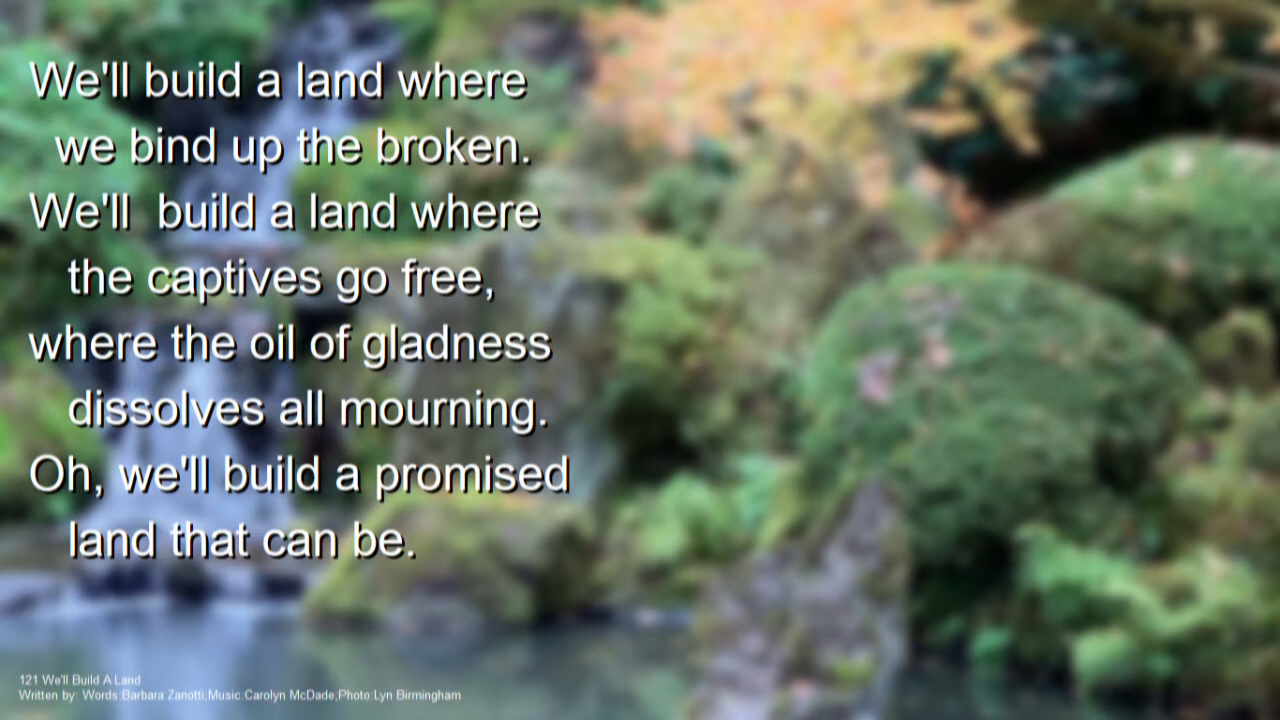 We'll build a land where
we bind up the broken.
We'll  build a land where
the captives go free,
where the oil of gladness
dissolves all mourning.
Oh, we'll build a promised
land that can be.
121 We'll Build A Land
Written by: Words:Barbara Zanotti;Music:Carolyn McDade;Photo:Lyn Birmingham